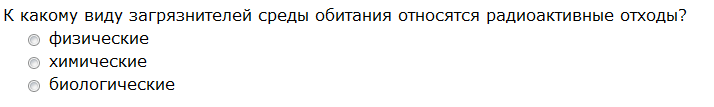 К какому виду загрязнителей среды обитания относятся радиоактивные отходы?
физические
химические
биологические